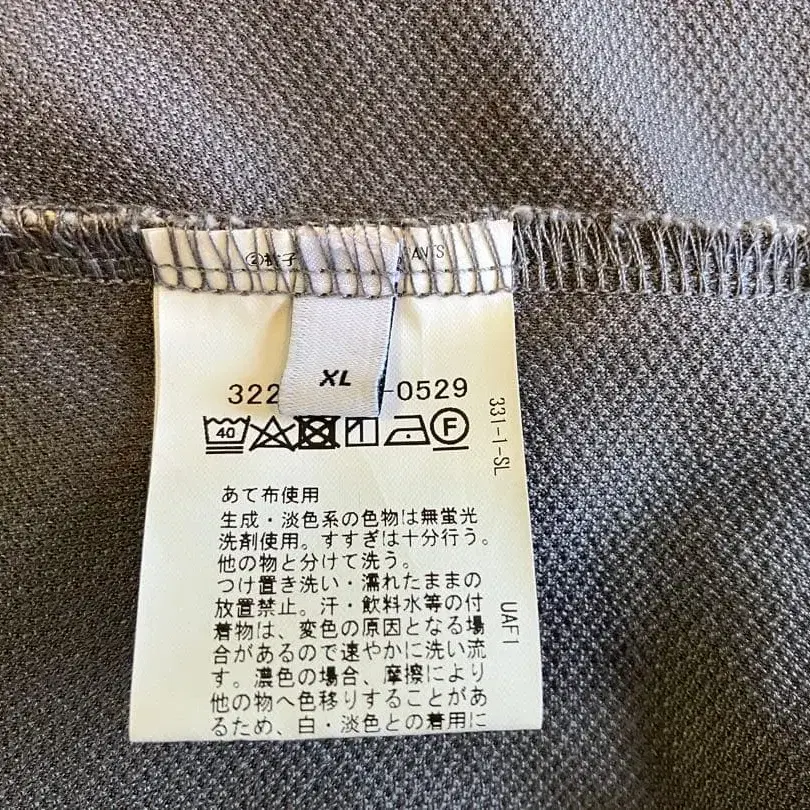 ②裤子
XL
322
-0529
40
F
331-1-SL
あて布使用
生成・淡色系の色物は無蛍光
洗剤使用。すすぎは十分行う。
他の物と分けて洗う。
つけ置き洗い・濡れたままの
放置禁止。汗・飲料水等の付
着物は、変色の原因となる場
合があるので速やかに洗い流
す。濃色の場合、摩擦により
他の物へ色移りすることがあ
るため、白・淡色との着用に
UAF1